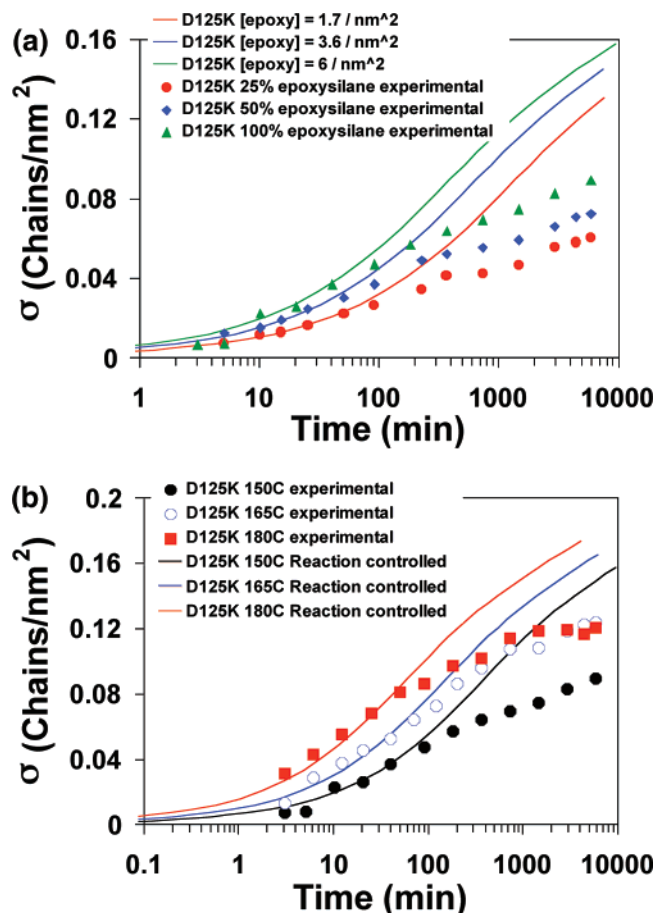 (a)
D125K [epoxy] = 1.7 / nm^2
D125K [epoxy] = 3.6 / nm^2
D125K [epoxy] = 6 / nm^2
D125K 25% epoxysilane experimental
D125K 50% epoxysilane experimental
D125K 100% epoxysilane experimental
0.16
0.12
0.08
0.04
0
σ (Chains/nm²)
1 10 100 1000 10000
Time (min)
(b)
D125K 150C experimental
D125K 165C experimental
D125K 180C experimental
D125K 150C Reaction controlled
D125K 165C Reaction controlled
D125K 180C Reaction controlled
0.2
0.16
0.12
0.08
0.04
0
σ (Chains/nm²)
0.1 1 10 100 1000 10000
Time (min)